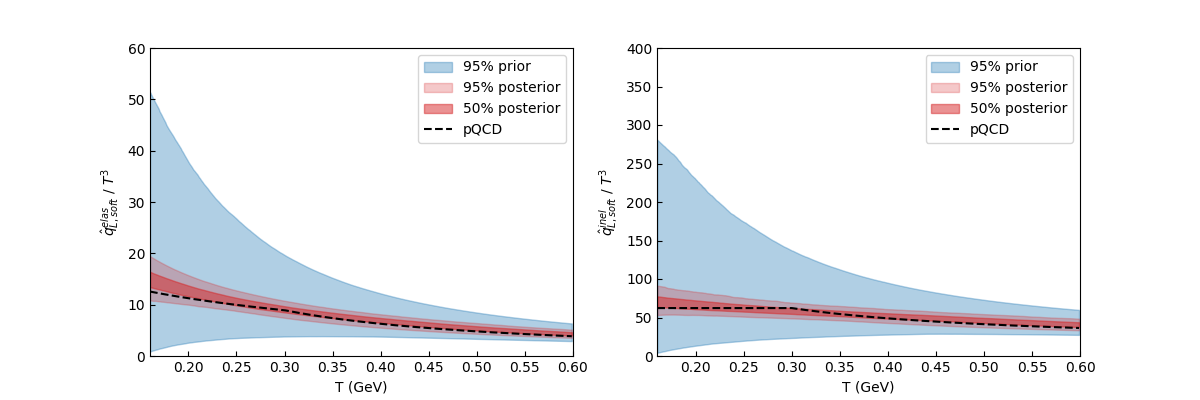 60
50
40
30
20
10
0
0.20 0.25 0.30 0.35 0.40 0.45 0.50 0.55 0.60
T (GeV)
q̂^{elas}_{L, soft} / T^3
95% prior
95% posterior
50% posterior
pQCD
400
350
300
250
200
150
100
50
0
0.20 0.25 0.30 0.35 0.40 0.45 0.50 0.55 0.60
T (GeV)
q̂^{inel}_{L, soft} / T^3
95% prior
95% posterior
50% posterior
pQCD